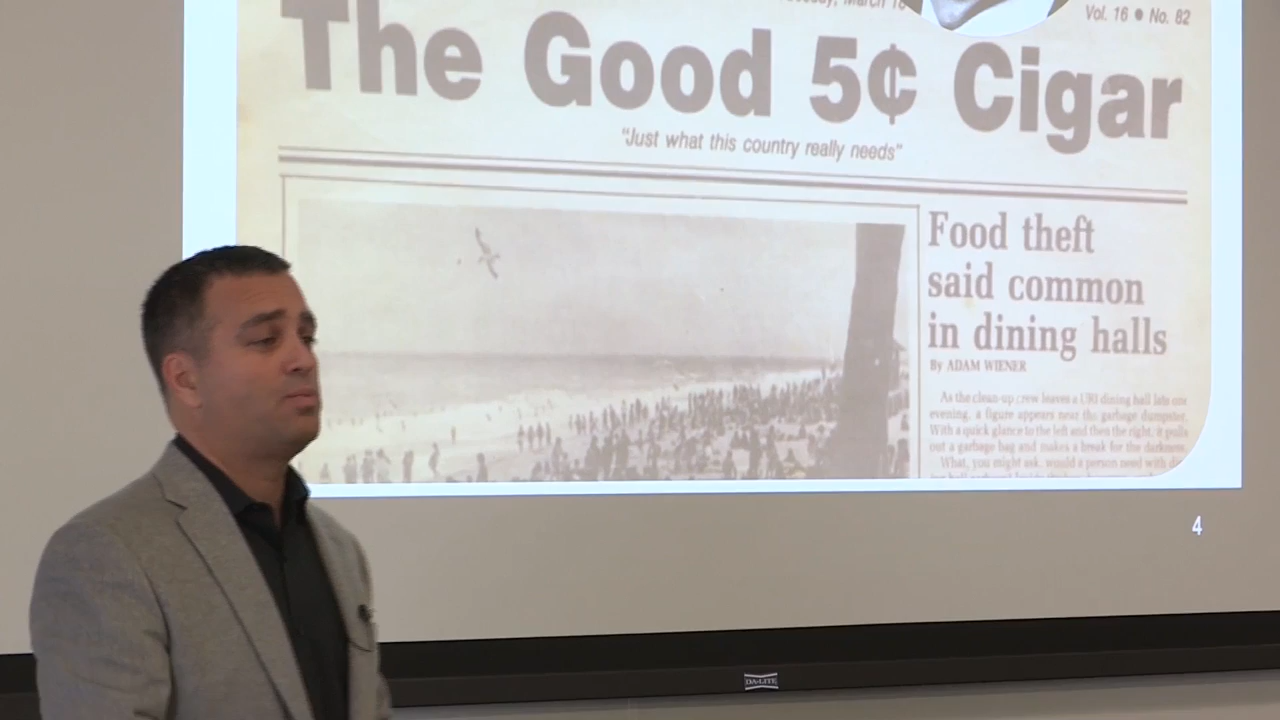 Tuesday, March 16
Vol. 16 ● No. 82
The Good 5¢ Cigar
"Just what this country really needs"
Food theft
said common
in dining halls
By ADAM WIENER
As the clean-up crew leaves a URI dining hall late one
evening, a figure appears near the garbage dumpster.
With a quick glance to the left and then the right, it pulls
out a garbage bag and makes a break for the darkness.
What, you might ask, would a person need with
4
DA-LITE